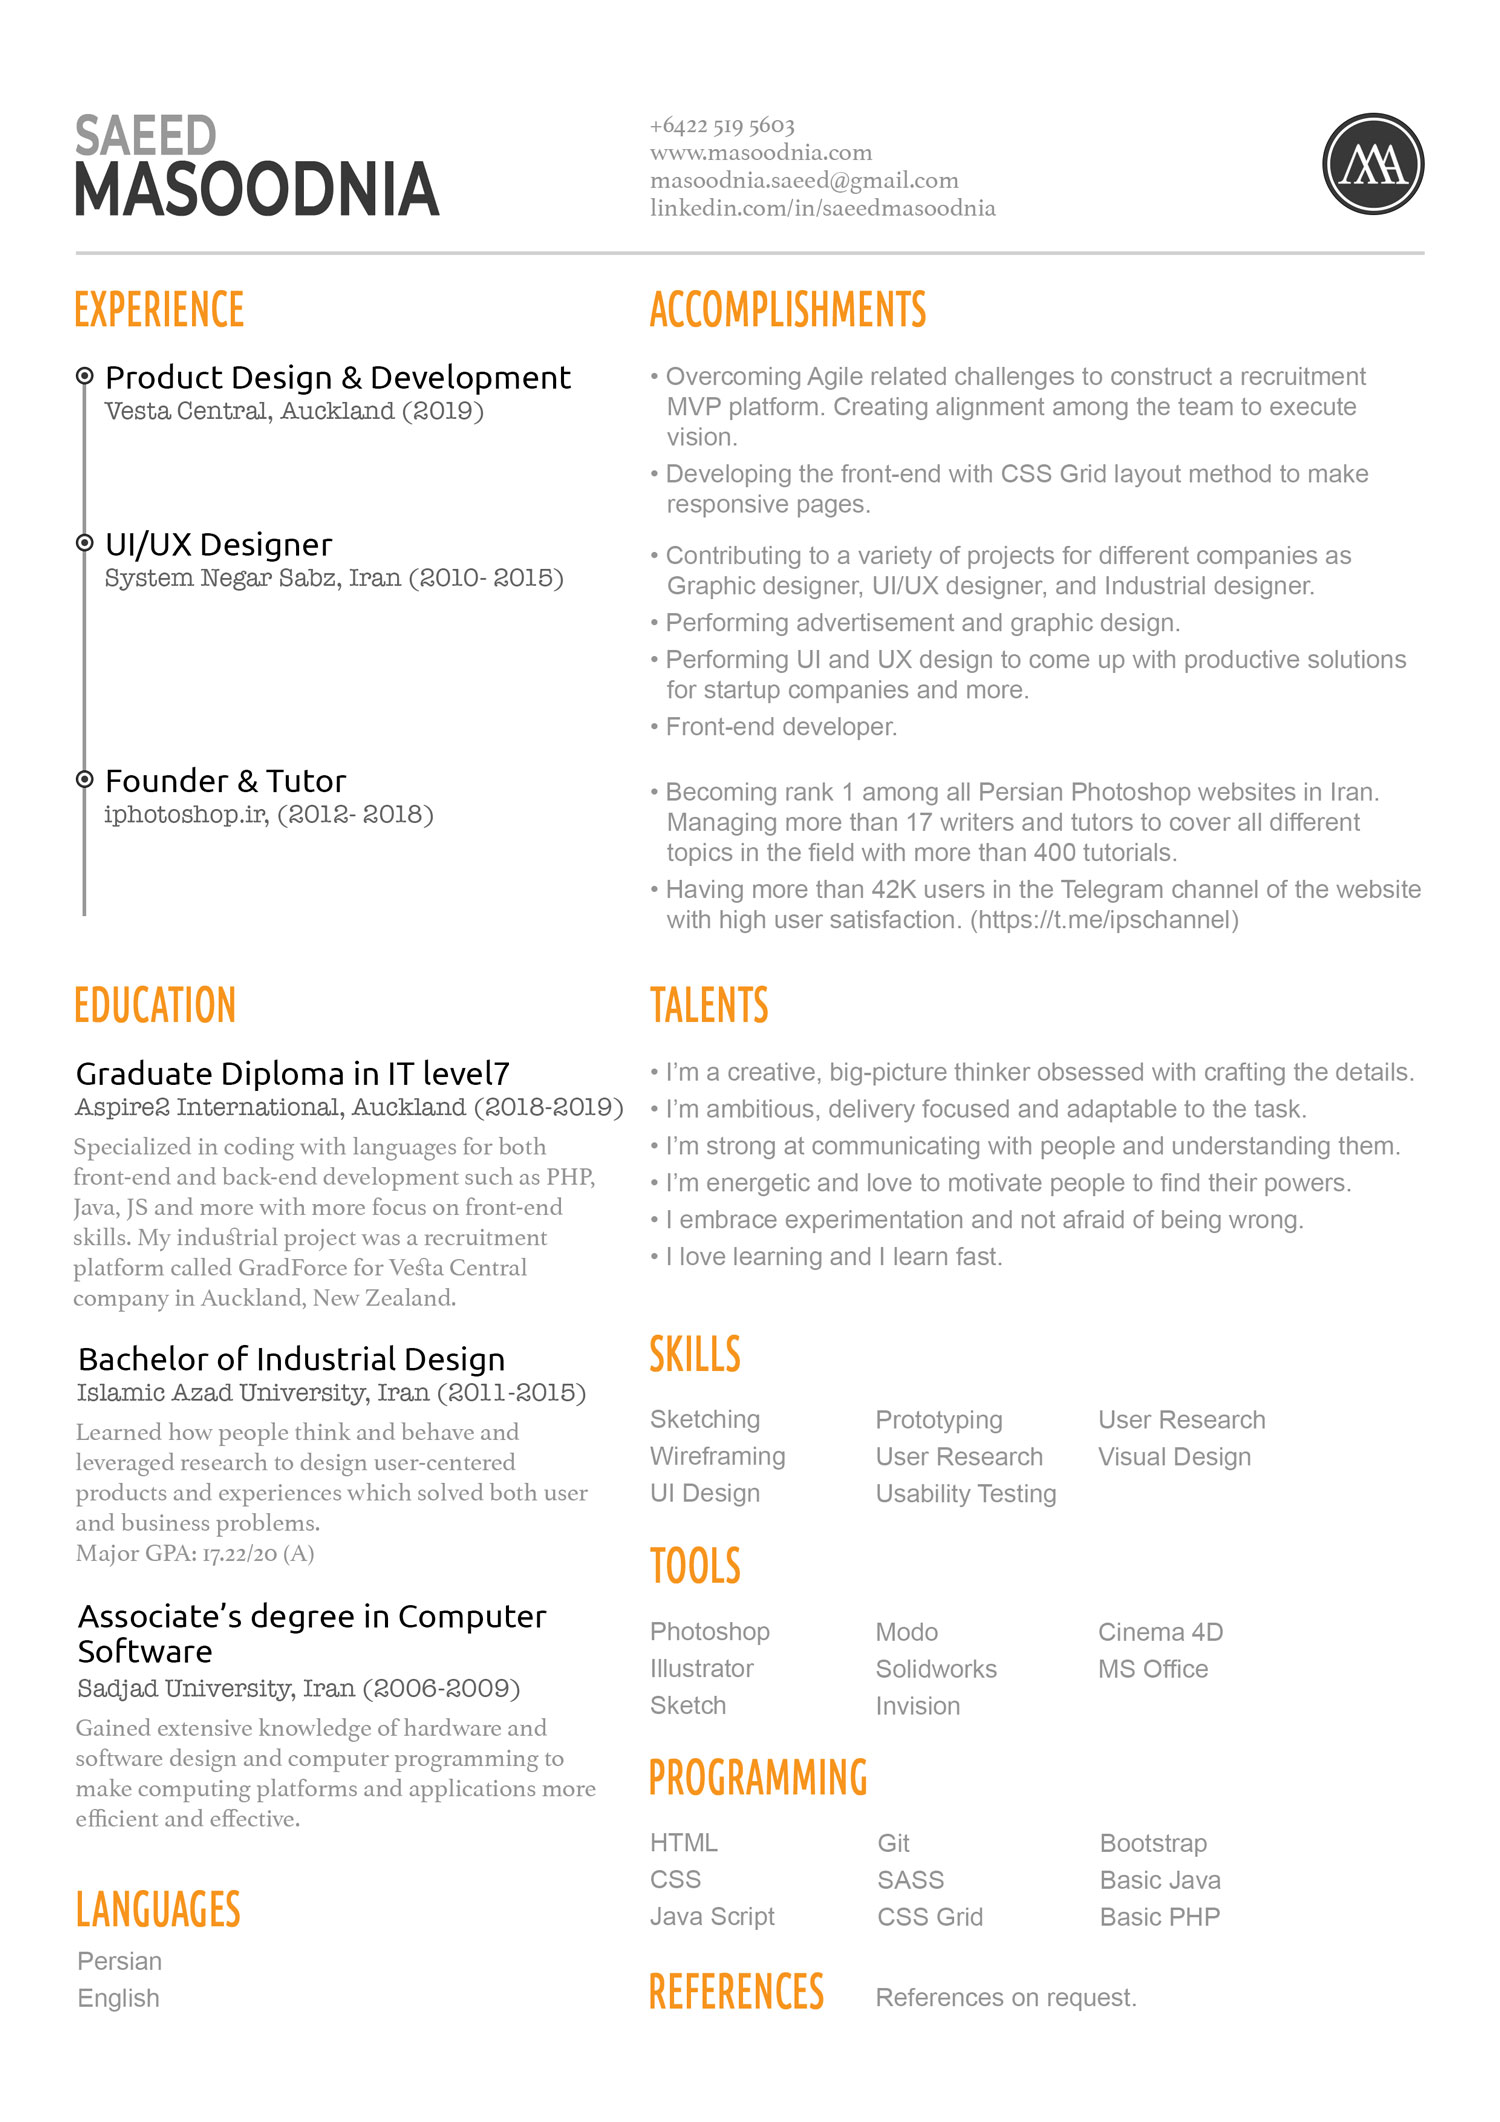 SAEED
MASOODNIA
+6422 519 5603
www.masoodnia.com
masoodnia.saeed@gmail.com
linkedin.com/in/saeedmasoodnia
EXPERIENCE
Product Design & Development
Vesta Central, Auckland (2019)
UI/UX Designer
System Negar Sabz, Iran (2010- 2015)
Founder & Tutor
iphotoshop.ir, (2012- 2018)
ACCOMPLISHMENTS
• Overcoming Agile related challenges to construct a recruitment
MVP platform. Creating alignment among the team to execute
vision.
• Developing the front-end with CSS Grid layout method to make
responsive pages.
• Contributing to a variety of projects for different companies as
Graphic designer, UI/UX designer, and Industrial designer.
• Performing advertisement and graphic design.
• Performing UI and UX design to come up with productive solutions
for startup companies and more.
• Front-end developer.
• Becoming rank 1 among all Persian Photoshop websites in Iran.
Managing more than 17 writers and tutors to cover all different
topics in the field with more than 400 tutorials.
• Having more than 42K users in the Telegram channel of the website
with high user satisfaction. (https://t.me/ipschannel)
EDUCATION
Graduate Diploma in IT level7
Aspire2 International, Auckland (2018-2019)
Specialized in coding with languages for both
front-end and back-end development such as PHP,
Java, JS and more with more focus on front-end
skills. My industrial project was a recruitment
platform called GradForce for Vesta Central
company in Auckland, New Zealand.
Bachelor of Industrial Design
Islamic Azad University, Iran (2011-2015)
Learned how people think and behave and
leveraged research to design user-centered
products and experiences which solved both user
and business problems.
Major GPA: 17.22/20 (A)
Associate’s degree in Computer
Software
Sadjad University, Iran (2006-2009)
Gained extensive knowledge of hardware and
software design and computer programming to
make computing platforms and applications more
efficient and effective.
LANGUAGES
Persian
English
TALENTS
• I’m a creative, big-picture thinker obsessed with crafting the details.
• I’m ambitious, delivery focused and adaptable to the task.
• I’m strong at communicating with people and understanding them.
• I’m energetic and love to motivate people to find their powers.
• I embrace experimentation and not afraid of being wrong.
• I love learning and I learn fast.
SKILLS
Sketching Prototyping User Research
Wireframing User Research Visual Design
UI Design Usability Testing
TOOLS
Photoshop Modo Cinema 4D
Illustrator Solidworks MS Office
Sketch Invision
PROGRAMMING
HTML Git Bootstrap
CSS SASS Basic Java
Java Script CSS Grid Basic PHP
REFERENCES References on request.